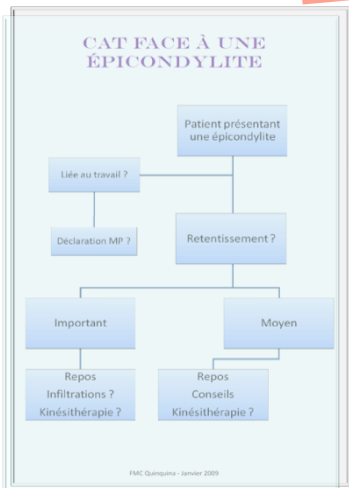 CAT FACE À UNE
ÉPICONDYLITE
Patient présentant
une épicondylite
Liée au travail ?
Déclaration MP ?
Retentissement ?
Important
Moyen
Repos
Infiltrations ?
Kinésithérapie ?
Repos
Conseils
Kinésithérapie ?
FMC Quinquina - Janvier 2009